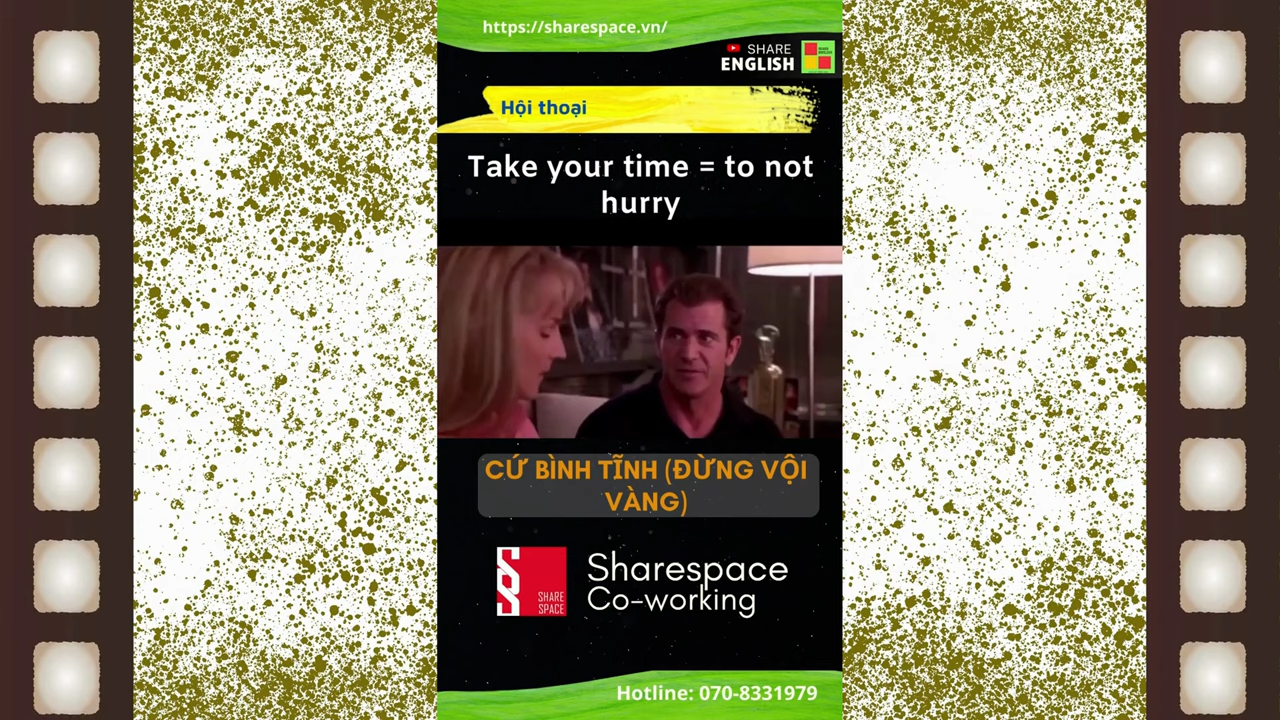 https://sharespace.vn/
SHARE
ENGLISH
Hội thoại
Take your time = to not
hurry
CỨ BÌNH TĨNH (ĐỪNG VỘI
VÀNG)
SHARE
SPACE
Sharespace
Co-working
Hotline: 070-8331979